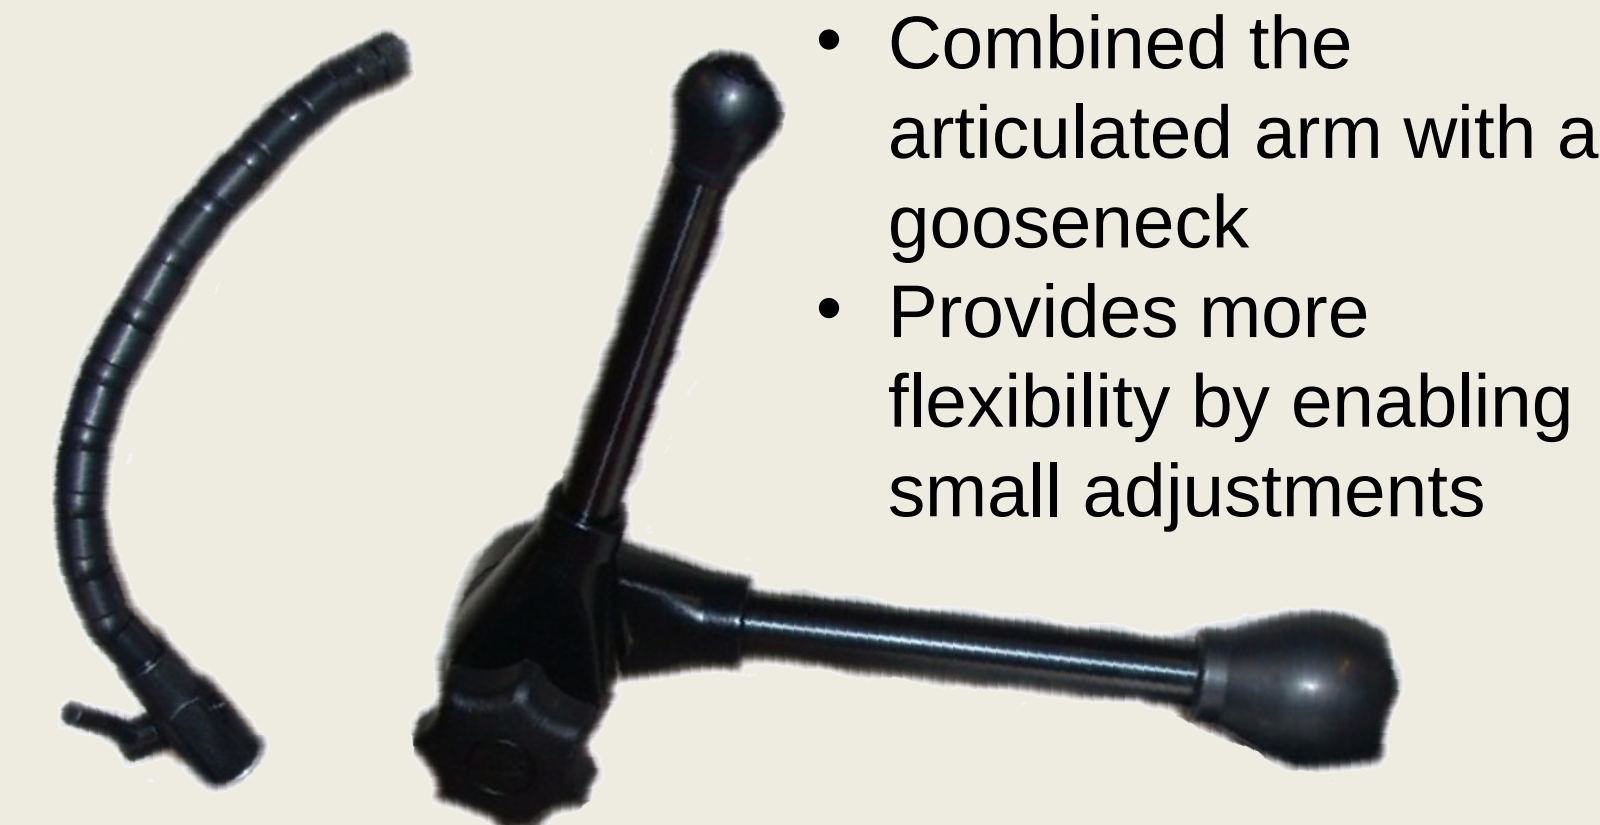 • Combined the
articulated arm with a
gooseneck
• Provides more
flexibility by enabling
small adjustments